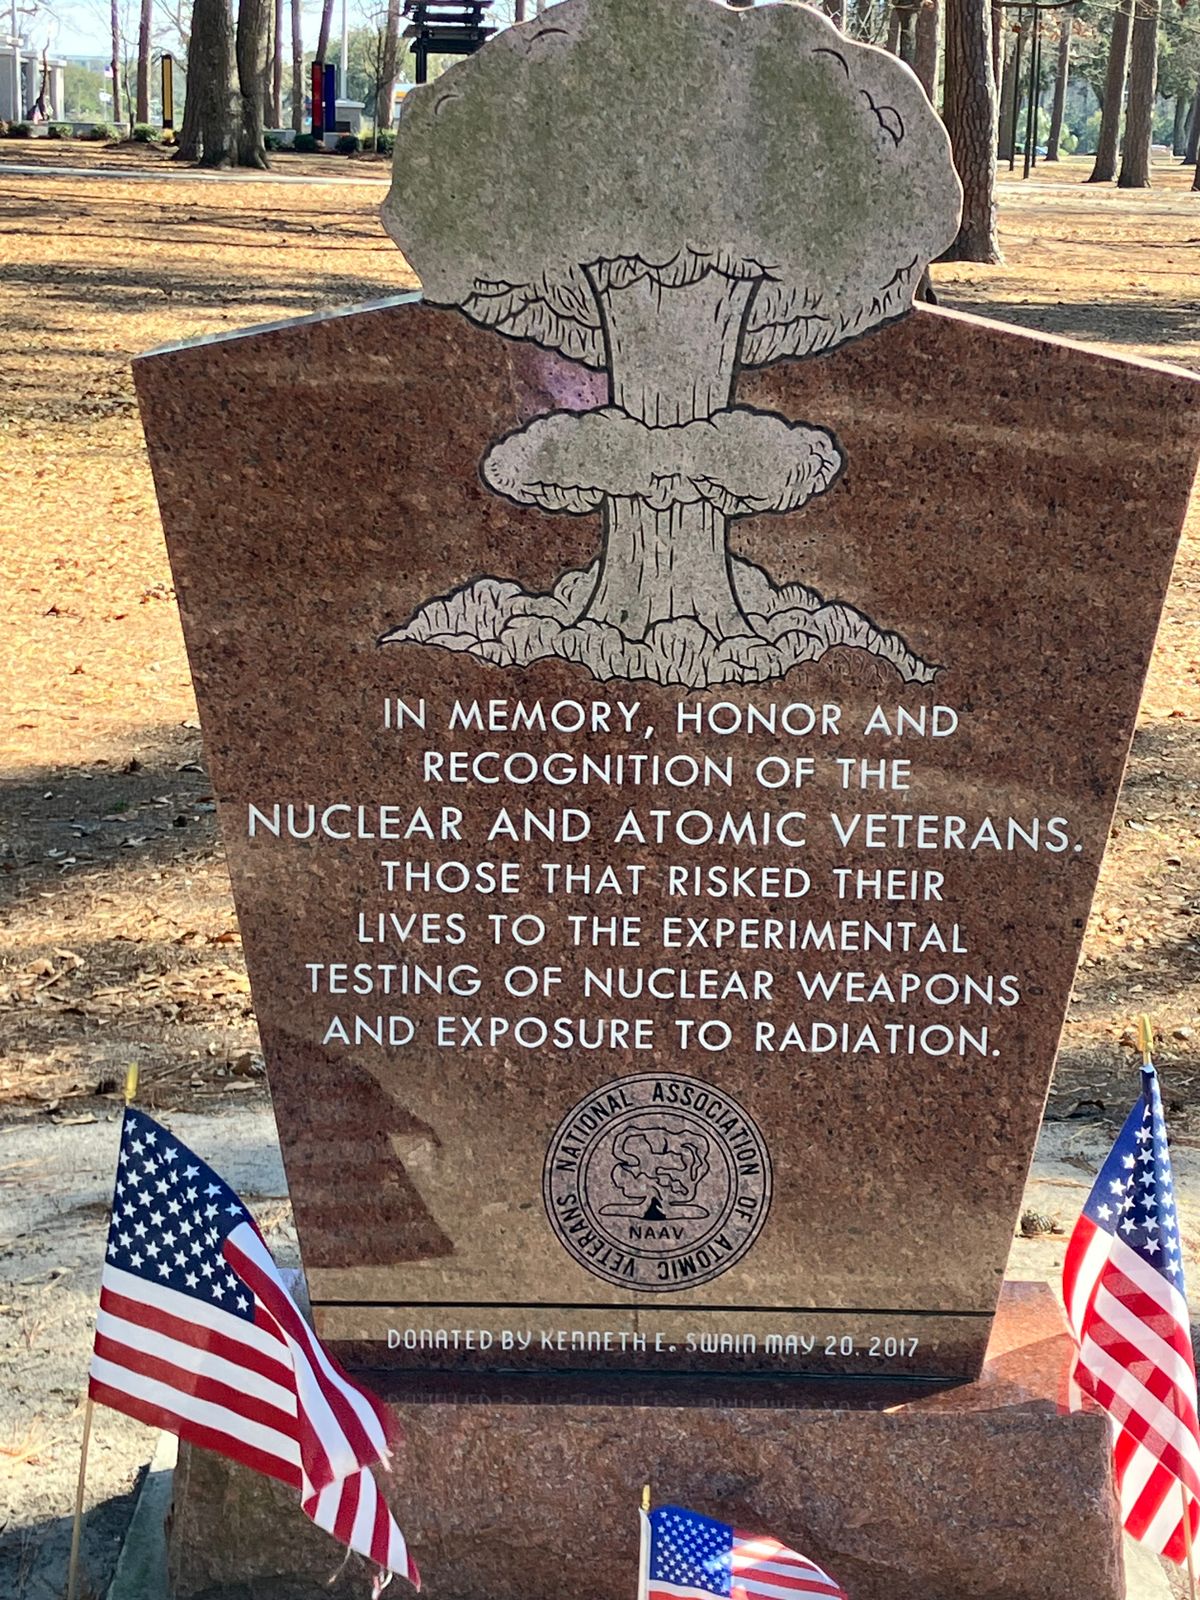 IN MEMORY, HONOR AND
RECOGNITION OF THE
NUCLEAR AND ATOMIC VETERANS.
THOSE THAT RISKED THEIR
LIVES TO THE EXPERIMENTAL
TESTING OF NUCLEAR WEAPONS
AND EXPOSURE TO RADIATION.
NATIONAL ASSOCIATION OF ATOMIC VETERANS
NAAV
DONATED BY KENNETH E. SWAIN MAY 20. 2017